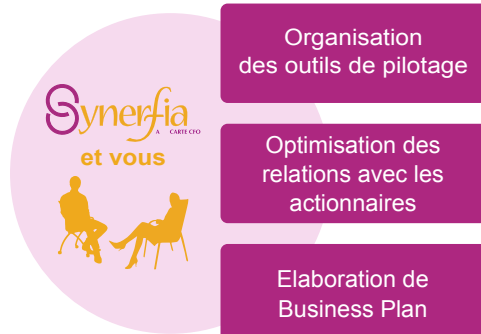 Synerfia
A CARTE CFO
et vous
Organisation
des outils de pilotage
Optimisation des
relations avec les
actionnaires
Elaboration de
Business Plan